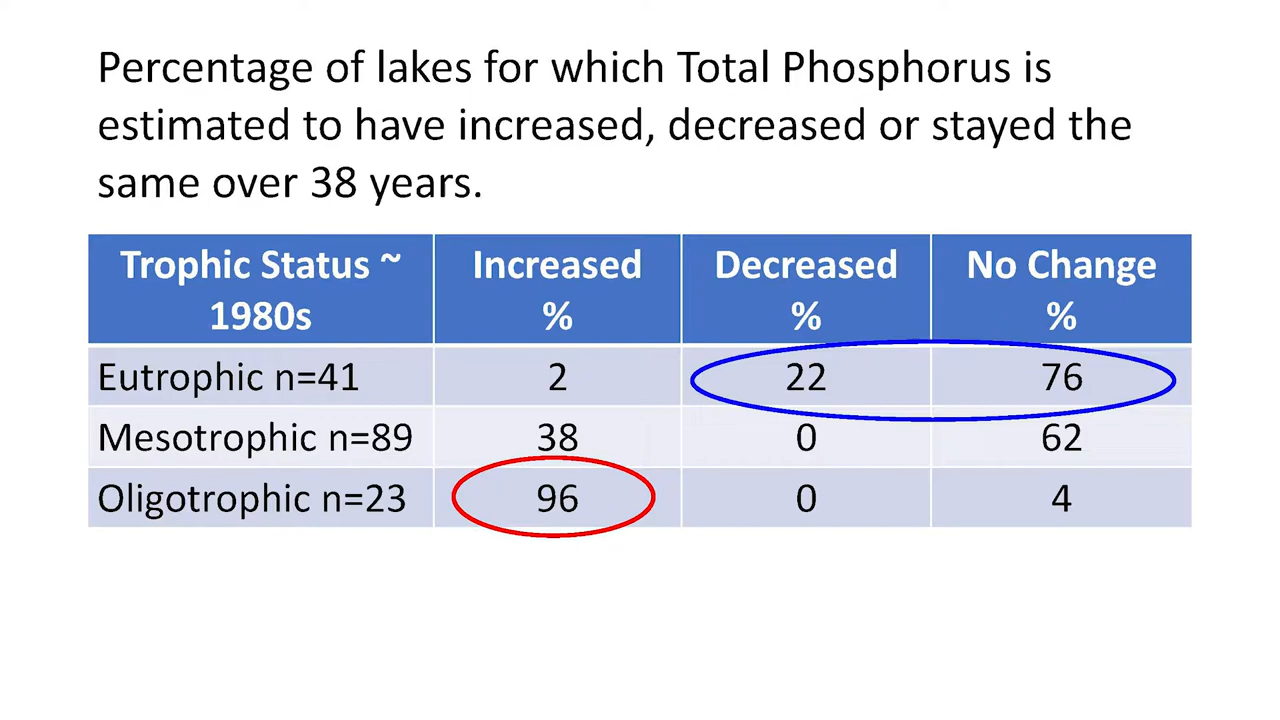 Percentage of lakes for which Total Phosphorus is
estimated to have increased, decreased or stayed the
same over 38 years.
Trophic Status ~ 1980s Increased % Decreased % No Change %
Eutrophic n=41 2 22 76
Mesotrophic n=89 38 0 62
Oligotrophic n=23 96 0 4